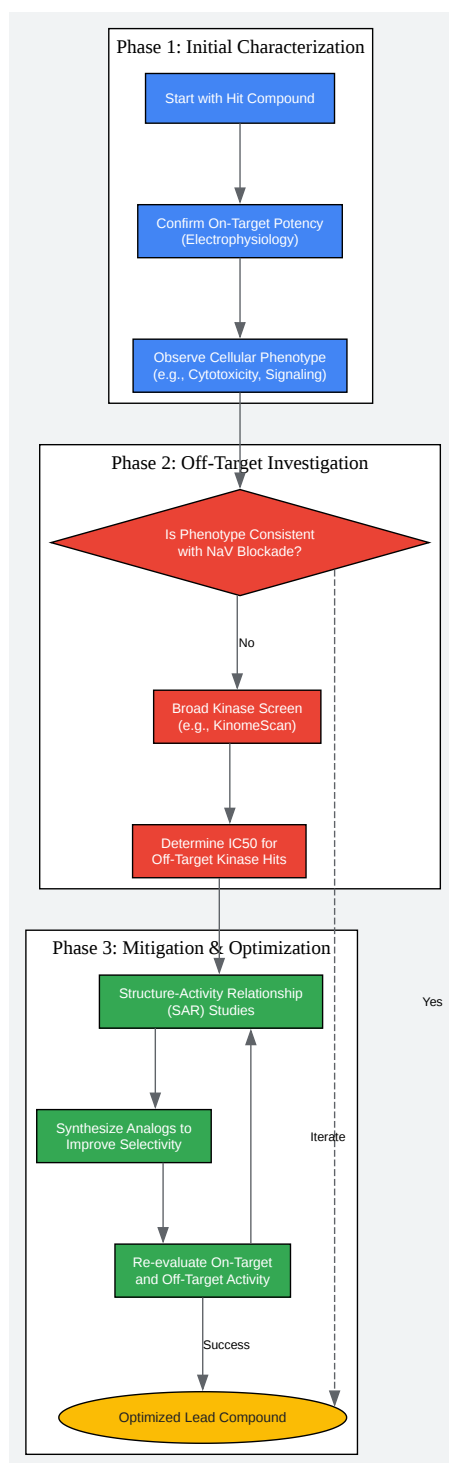 Phase 1: Initial Characterization
Start with Hit Compound
Confirm On-Target Potency
(Electrophysiology)
Observe Cellular Phenotype
(e.g., Cytotoxicity, Signaling)
Phase 2: Off-Target Investigation
Is Phenotype Consistent
with NaV Blockade?
No
Broad Kinase Screen
(e.g., KinomeScan)
Determine IC50 for
Off-Target Kinase Hits
Phase 3: Mitigation & Optimization
Structure-Activity Relationship
(SAR) Studies
Yes
Synthesize Analogs to
Improve Selectivity
Iterate
Re-evaluate On-Target
and Off-Target Activity
Success
Optimized Lead Compound